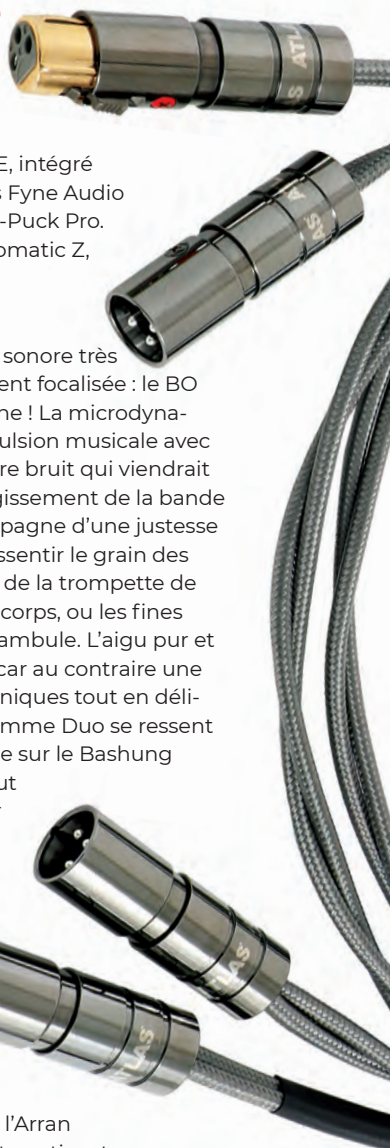 ATLAS
E, intégré
s Fyne Audio
-Puck Pro.
omatic Z,
AS
sonore très
ent focalisée : le BO
ne ! La microdyna-
ulsion musicale avec
re bruit qui viendrait
gissement de la bande
pagne d’une justesse
ssentir le grain des
de la trompette de
corps, ou les fines
ambule. L’aigu pur et
car au contraire une
niques tout en déli-
omme Duo se ressent
e sur le Bashung
ut
LAS
ATLAS
l’Arran